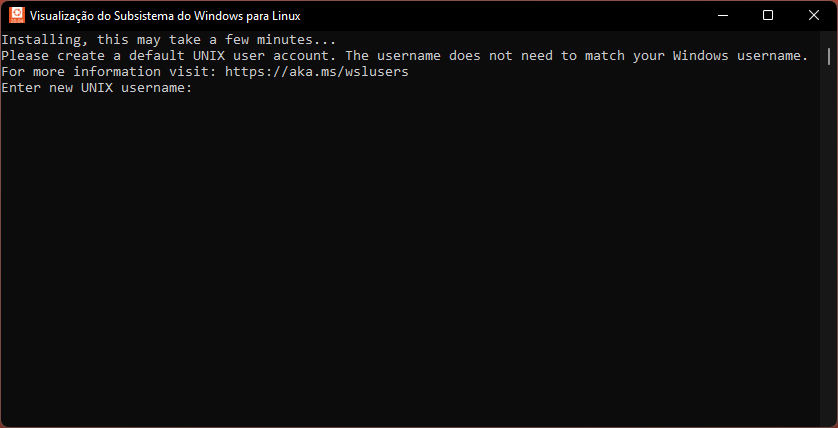 Visualização do Subsistema do Windows para Linux
Installing, this may take a few minutes...
Please create a default UNIX user account. The username does not need to match your Windows username.
For more information visit: https://aka.ms/wslusers
Enter new UNIX username: